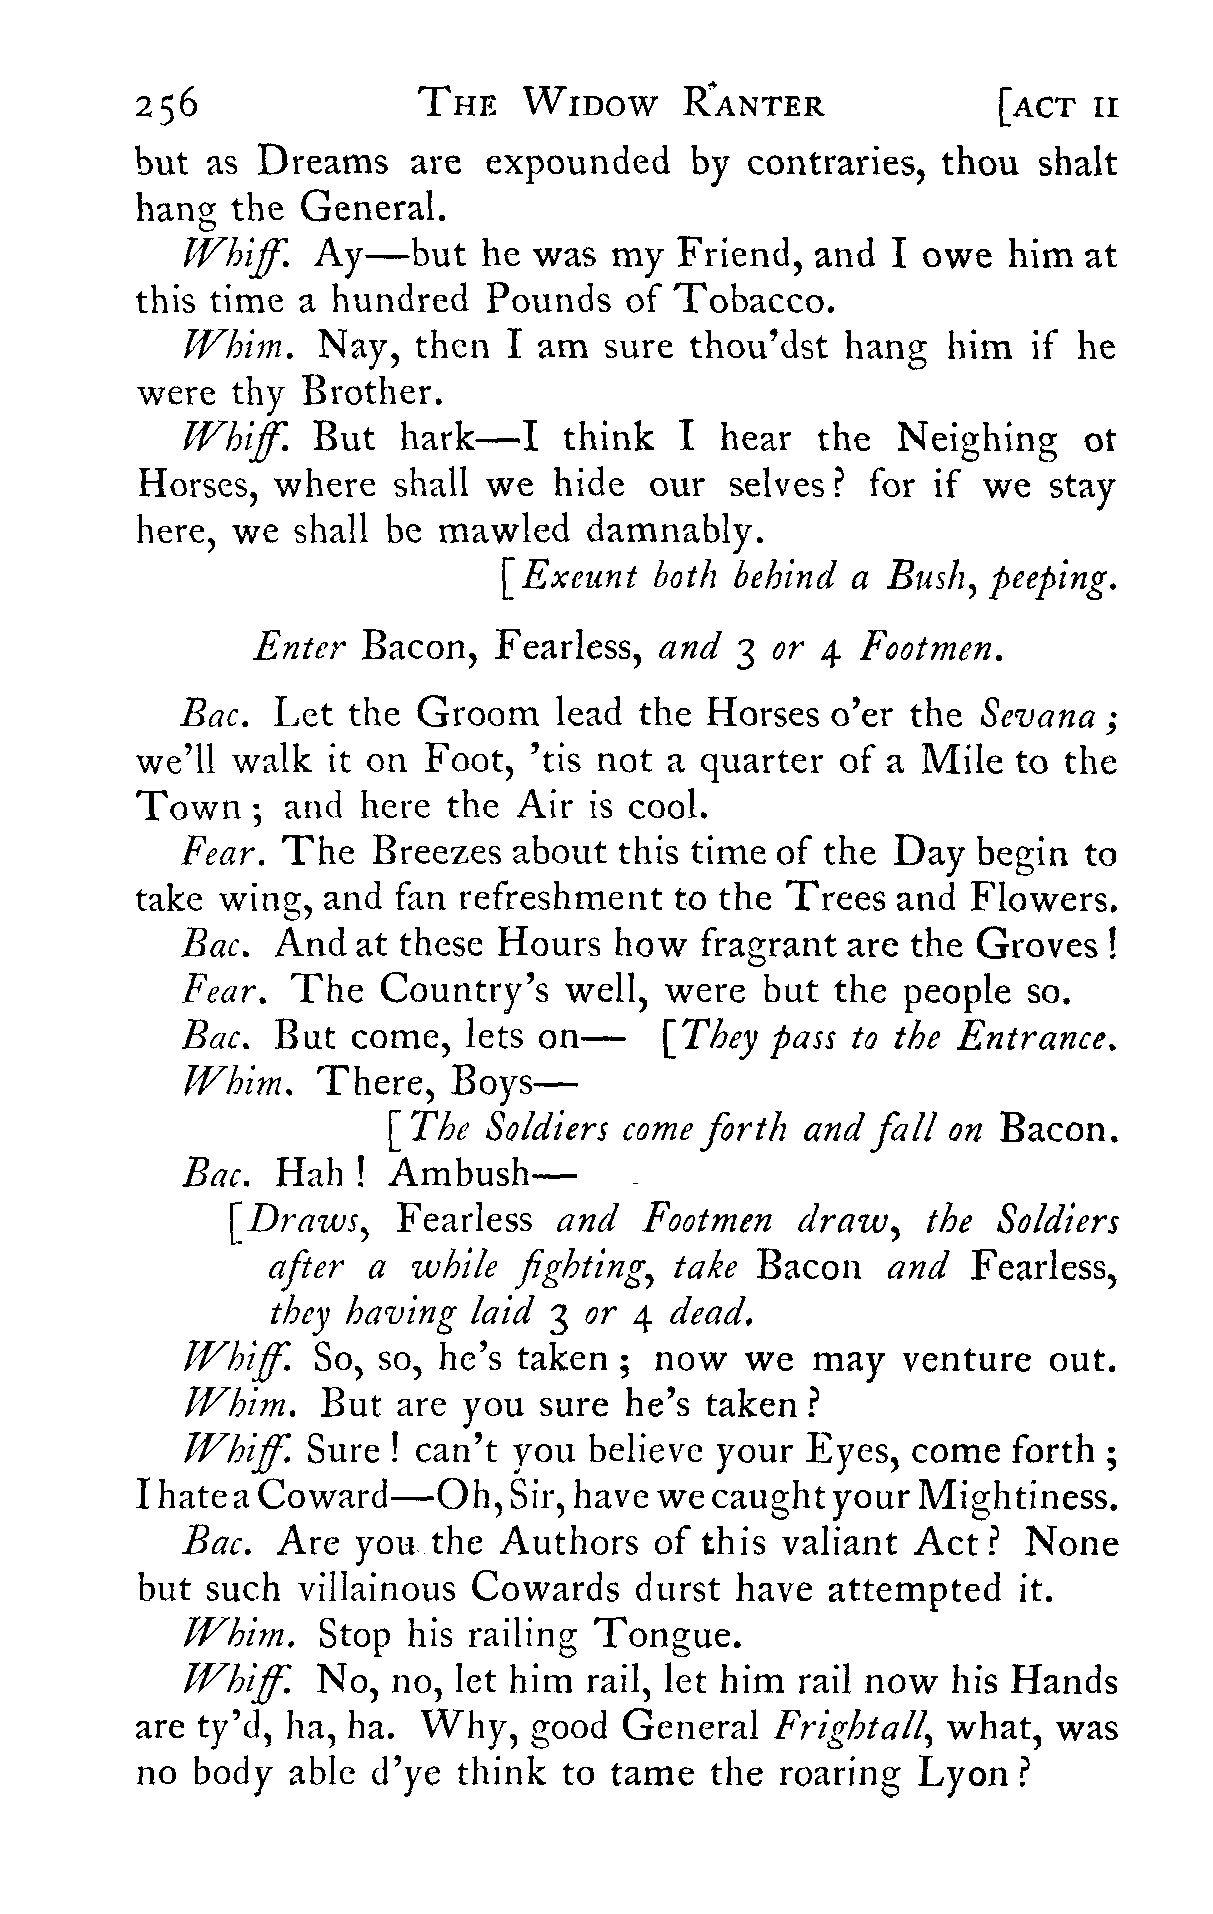 256 THE WIDOW RANTER [ACT II
but as Dreams are expounded by contraries, thou shalt
hang the General.
Whiff. Ay—but he was my Friend, and I owe him at
this time a hundred Pounds of Tobacco.
Whim. Nay, then I am sure thou'dst hang him if he
were thy Brother.
Whiff. But hark—I think I hear the Neighing of
Horses, where shall we hide our selves? for if we stay
here, we shall be mawled damnably.
[Exeunt both behind a Bush, peeping.
Enter Bacon, Fearless, and 3 or 4 Footmen.
Bac. Let the Groom lead the Horses o'er the Sevana;
we'll walk it on Foot, 'tis not a quarter of a Mile to the
Town; and here the Air is cool.
Fear. The Breezes about this time of the Day begin to
take wing, and fan refreshment to the Trees and Flowers.
Bac. And at these Hours how fragrant are the Groves!
Fear. The Country's well, were but the people so.
Bac. But come, lets on— [They pass to the Entrance.
Whim. There, Boys—
[The Soldiers come forth and fall on Bacon.
Bac. Hah! Ambush—
[Draws, Fearless and Footmen draw, the Soldiers
after a while fighting, take Bacon and Fearless,
they having laid 3 or 4 dead.
Whiff. So, so, he's taken; now we may venture out.
Whim. But are you sure he's taken?
Whiff. Sure! can't you believe your Eyes, come forth;
I hate a Coward—Oh, Sir, have we caught your Mightiness.
Bac. Are you the Authors of this valiant Act? None
but such villainous Cowards durst have attempted it.
Whim. Stop his railing Tongue.
Whiff. No, no, let him rail, let him rail now his Hands
are ty'd, ha, ha. Why, good General Frightall, what, was
no body able d'ye think to tame the roaring Lyon?